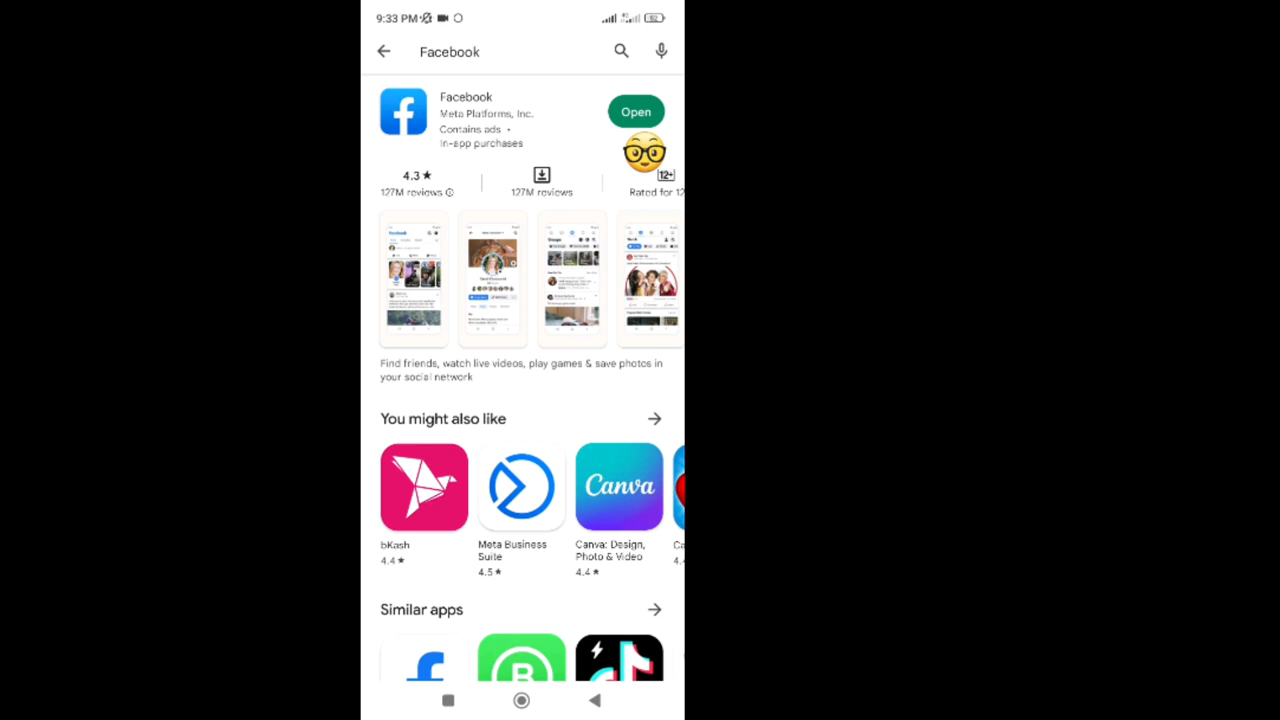 9:33 PM
Facebook
Facebook
Meta Platforms, Inc.
Contains ads •
In-app purchases
Open
4.3★
127M reviews
127M reviews
12+
Rated for 12
Find friends, watch live videos, play games & save photos in
your social network
You might also like
Canva
bKash
4.4★
Meta Business
Suite
4.5★
Canva: Design,
Photo & Video
4.4★
Ca
4.4
Similar apps
B